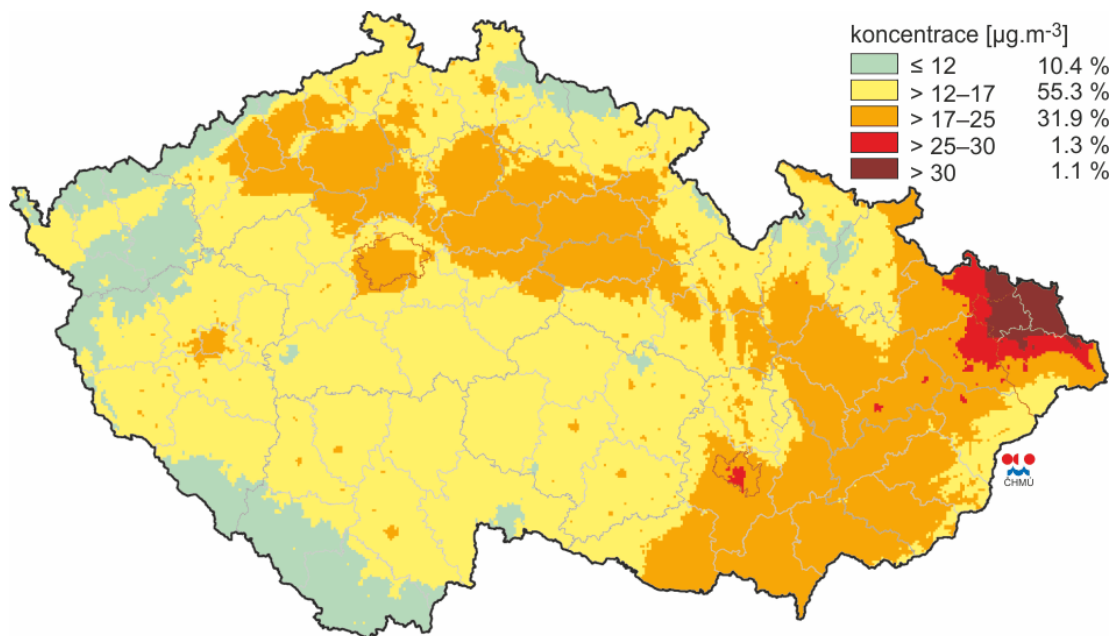 koncentrace [µg.m-3]
≤ 12 10.4 %
> 12–17 55.3 %
> 17–25 31.9 %
> 25–30 1.3 %
> 30 1.1 %
ČHMÚ